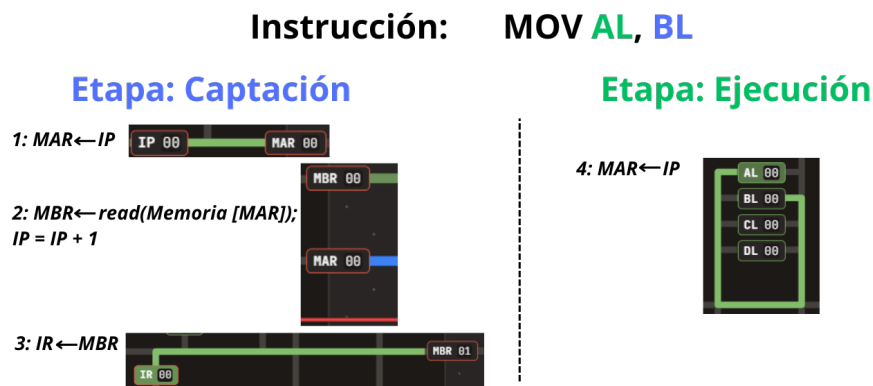 Instrucción: MOV AL, BL
Etapa: Captación
1: MAR←IP
IP 00
MAR 00
2: MBR←read(Memoria [MAR]);
IP = IP + 1
MBR 00
MAR 00
3: IR←MBR
MBR 01
IR 00
Etapa: Ejecución
4: MAR←IP
AL 00
BL 00
CL 00
DL 00